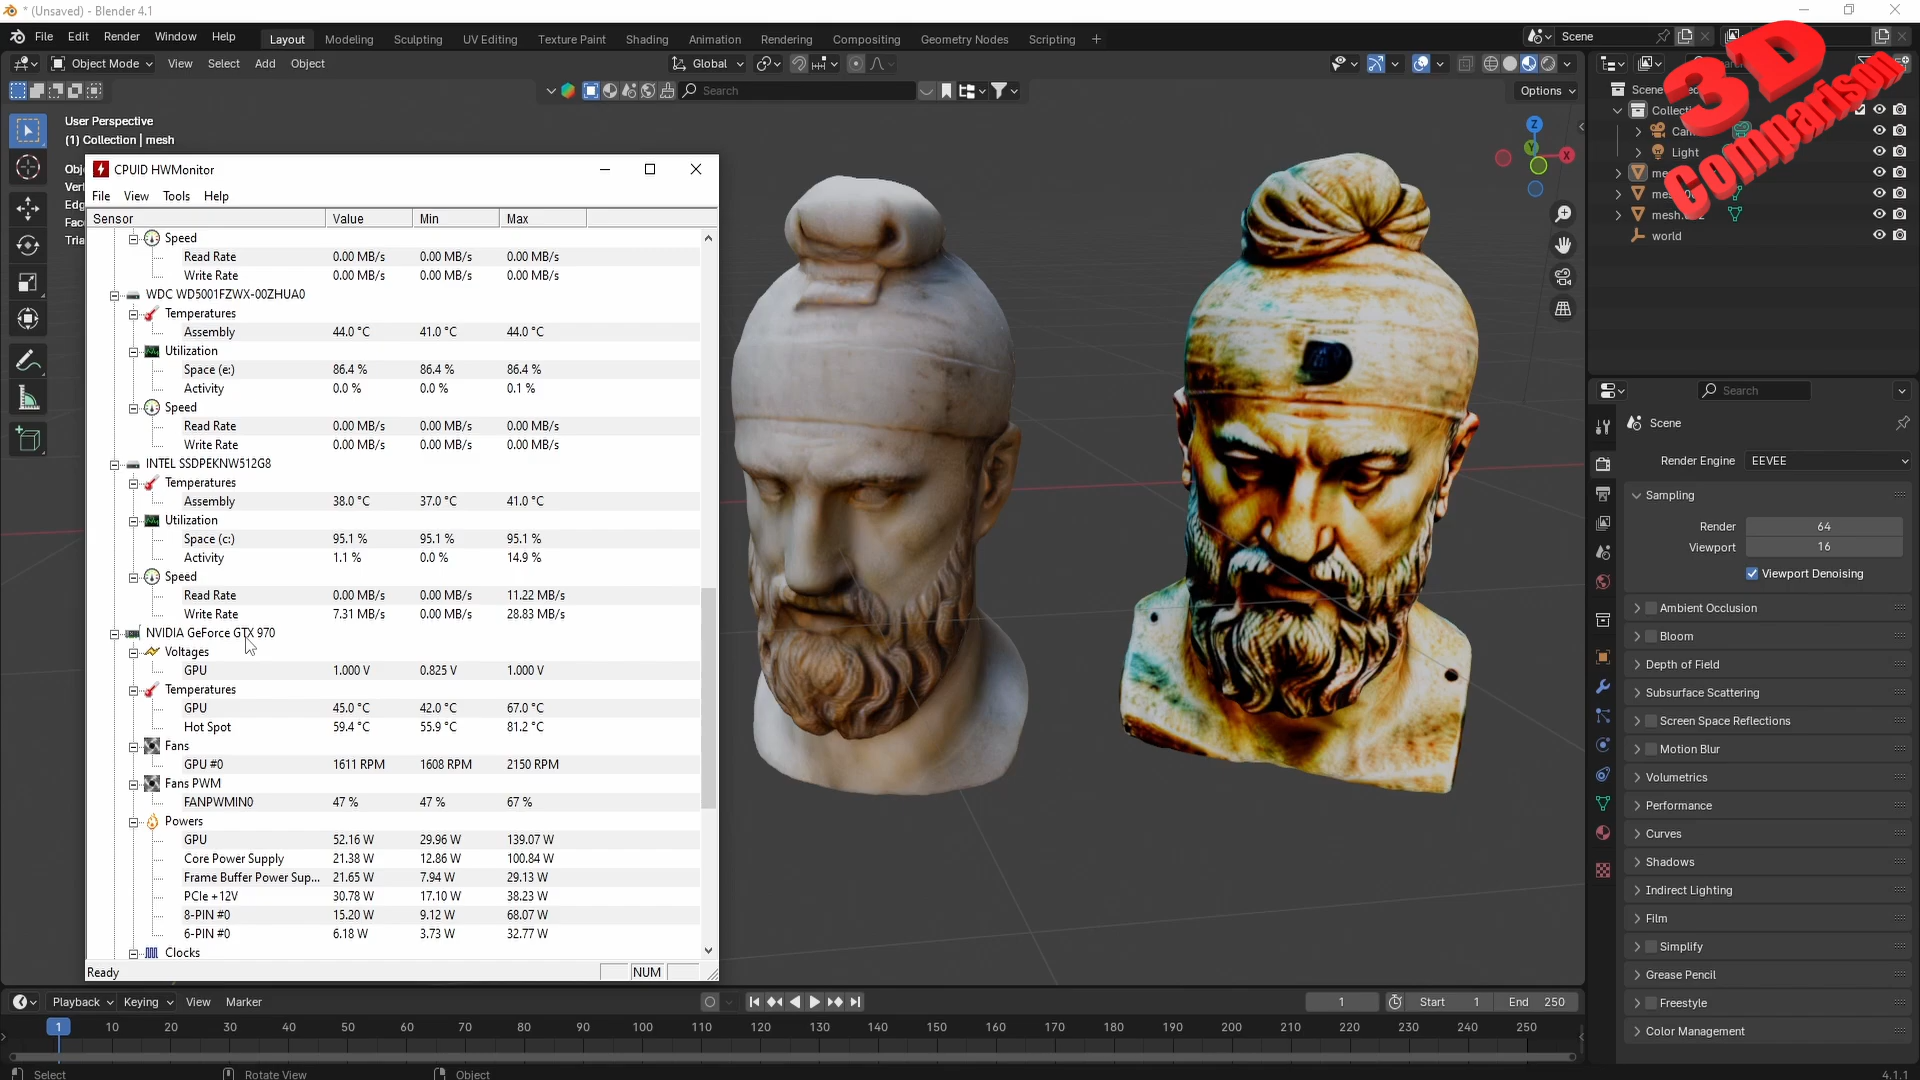 * (Unsaved) - Blender 4.1
File Edit Render Window Help Layout Modeling Sculpting UV Editing Texture Paint Shading Animation Rendering Compositing Geometry Nodes Scripting + Scene
Object Mode View Select Add Object Global
Search Options
User Perspective
(1) Collection | mesh
3D
Comparison
CPUID HWMonitor
File View Tools Help
Sensor Value Min Max
Speed
Read Rate 0.00 MB/s 0.00 MB/s 0.00 MB/s
Write Rate 0.00 MB/s 0.00 MB/s 0.00 MB/s
WDC WD5001FZWX-00ZHUA0
Temperatures
Assembly 44.0 °C 41.0 °C 44.0 °C
Utilization
Space (e:) 86.4 % 86.4 % 86.4 %
Activity 0.0 % 0.0 % 0.1 %
Speed
Read Rate 0.00 MB/s 0.00 MB/s 0.00 MB/s
Write Rate 0.00 MB/s 0.00 MB/s 0.00 MB/s
INTEL SSDPEKNW512G8
Temperatures
Assembly 38.0 °C 37.0 °C 41.0 °C
Utilization
Space (c:) 95.1 % 95.1 % 95.1 %
Activity 1.1 % 0.0 % 14.9 %
Speed
Read Rate 0.00 MB/s 0.00 MB/s 11.22 MB/s
Write Rate 7.31 MB/s 0.00 MB/s 28.83 MB/s
NVIDIA GeForce GTX 970
Voltages
GPU 1.000 V 0.825 V 1.000 V
Temperatures
GPU 45.0 °C 42.0 °C 67.0 °C
Hot Spot 59.4 °C 55.9 °C 81.2 °C
Fans
GPU #0 1611 RPM 1608 RPM 2150 RPM
Fans PWM
FANPWMIN0 47 % 47 % 67 %
Powers
GPU 52.16 W 29.96 W 139.07 W
Core Power Supply 21.38 W 12.86 W 100.84 W
Frame Buffer Power Sup... 21.65 W 7.94 W 29.13 W
PCIe +12V 30.78 W 17.10 W 38.23 W
8-PIN #0 15.20 W 9.12 W 68.07 W
6-PIN #0 6.18 W 3.73 W 32.77 W
Clocks
Ready NUM
Z
X
Y
Light
world
Search
Scene
Render Engine EEVEE
Sampling
Render 64
Viewport 16
Viewport Denoising
Ambient Occlusion
Bloom
Depth of Field
Subsurface Scattering
Screen Space Reflections
Motion Blur
Volumetrics
Performance
Curves
Shadows
Indirect Lighting
Film
Simplify
Grease Pencil
Freestyle
Color Management
Playback Keying View Marker 1 Start 1 End 250
1 10 20 30 40 50 60 70 80 90 100 110 120 130 140 150 160 170 180 190 200 210 220 230 240 250
Select Rotate View Object 4.1.1